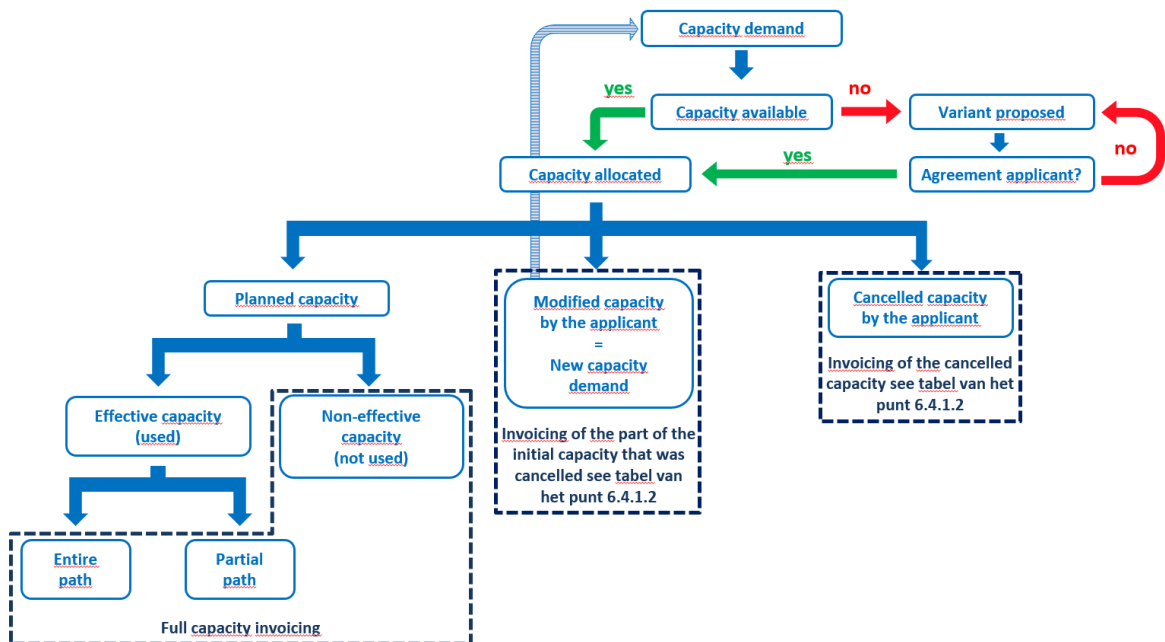 Capacity demand
yes
no
Capacity available
Variant proposed
no
yes
Capacity allocated
Agreement applicant?
Planned capacity
Modified capacity
by the applicant
=
New capacity
demand
Cancelled capacity
by the applicant
Invoicing of the cancelled
capacity see tabel van het
punt 6.4.1.2
Effective capacity
(used)
Non-effective
capacity
(not used)
Invoicing of the part of the
initial capacity that was
cancelled see tabel van
het punt 6.4.1.2
Entire
path
Partial
path
Full capacity invoicing